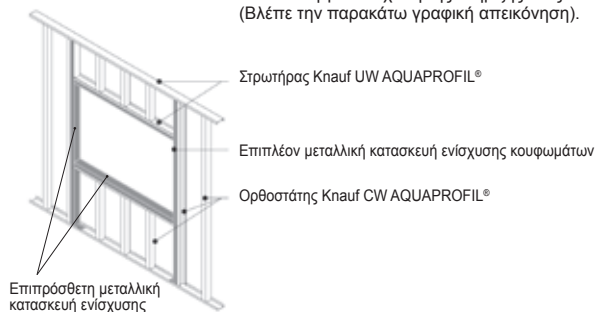 (Βλέπε την παρακάτω γραφική απεικόνηση).
Στρωτήρας Knauf UW AQUAPROFIL®
Επιπλέον μεταλλική κατασκευή ενίσχυσης κουφωμάτων
Ορθοστάτης Knauf CW AQUAPROFIL®
Επιπρόσθετη μεταλλική
κατασκευή ενίσχυσης